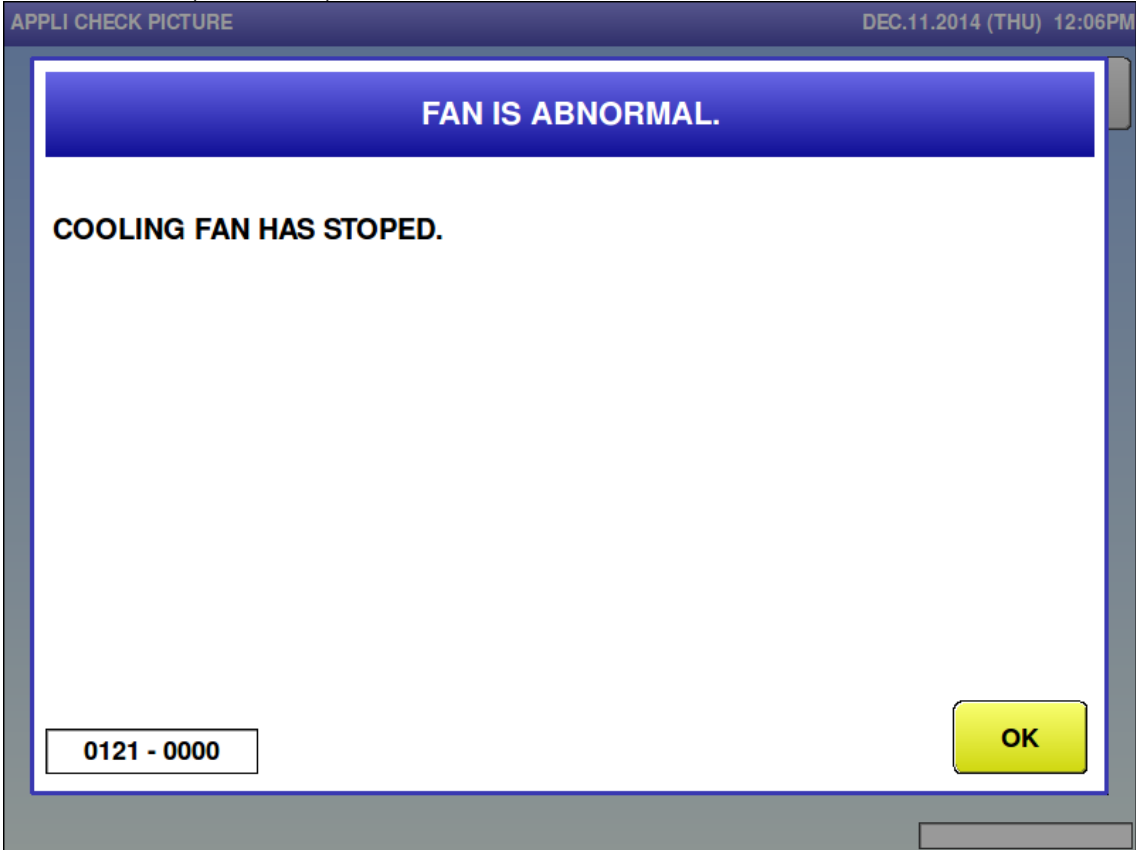 APPLI CHECK PICTURE DEC.11.2014 (THU) 12:06PM
FAN IS ABNORMAL.
COOLING FAN HAS STOPED.
0121 - 0000
OK